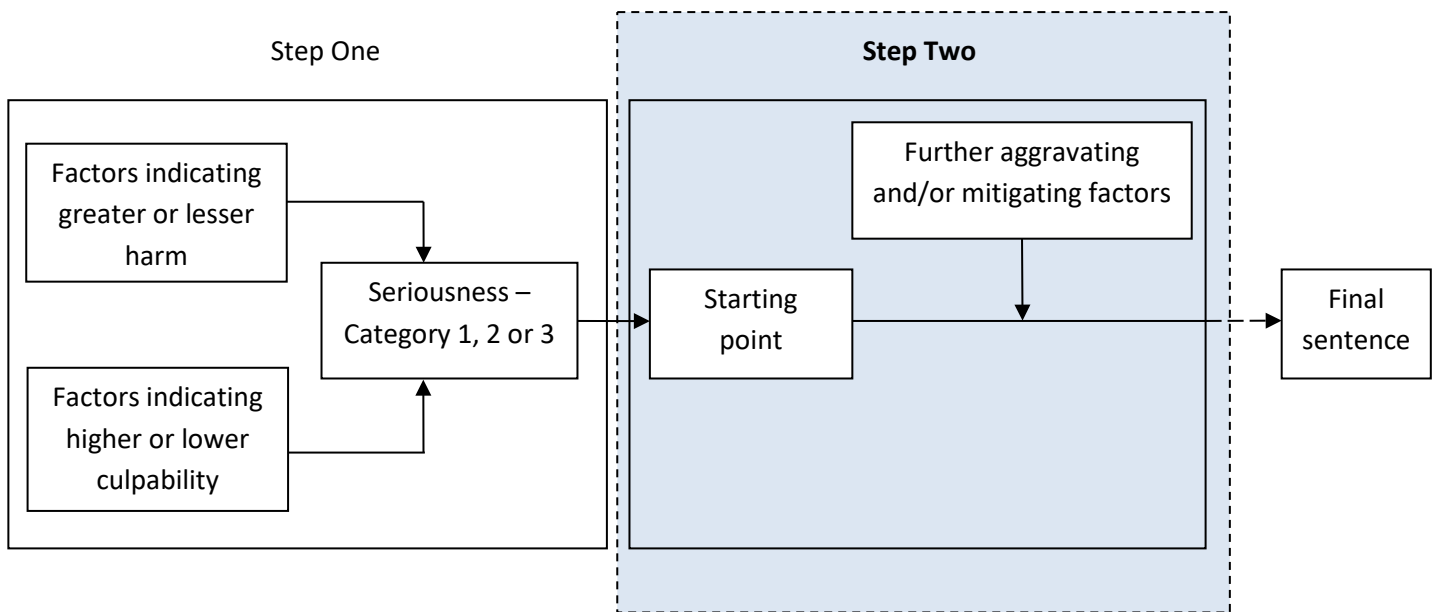 Step One
Step Two
Factors indicating
greater or lesser
harm
Factors indicating
higher or lower
culpability
Seriousness –
Category 1, 2 or 3
Further aggravating
and/or mitigating factors
Starting
point
Final
sentence